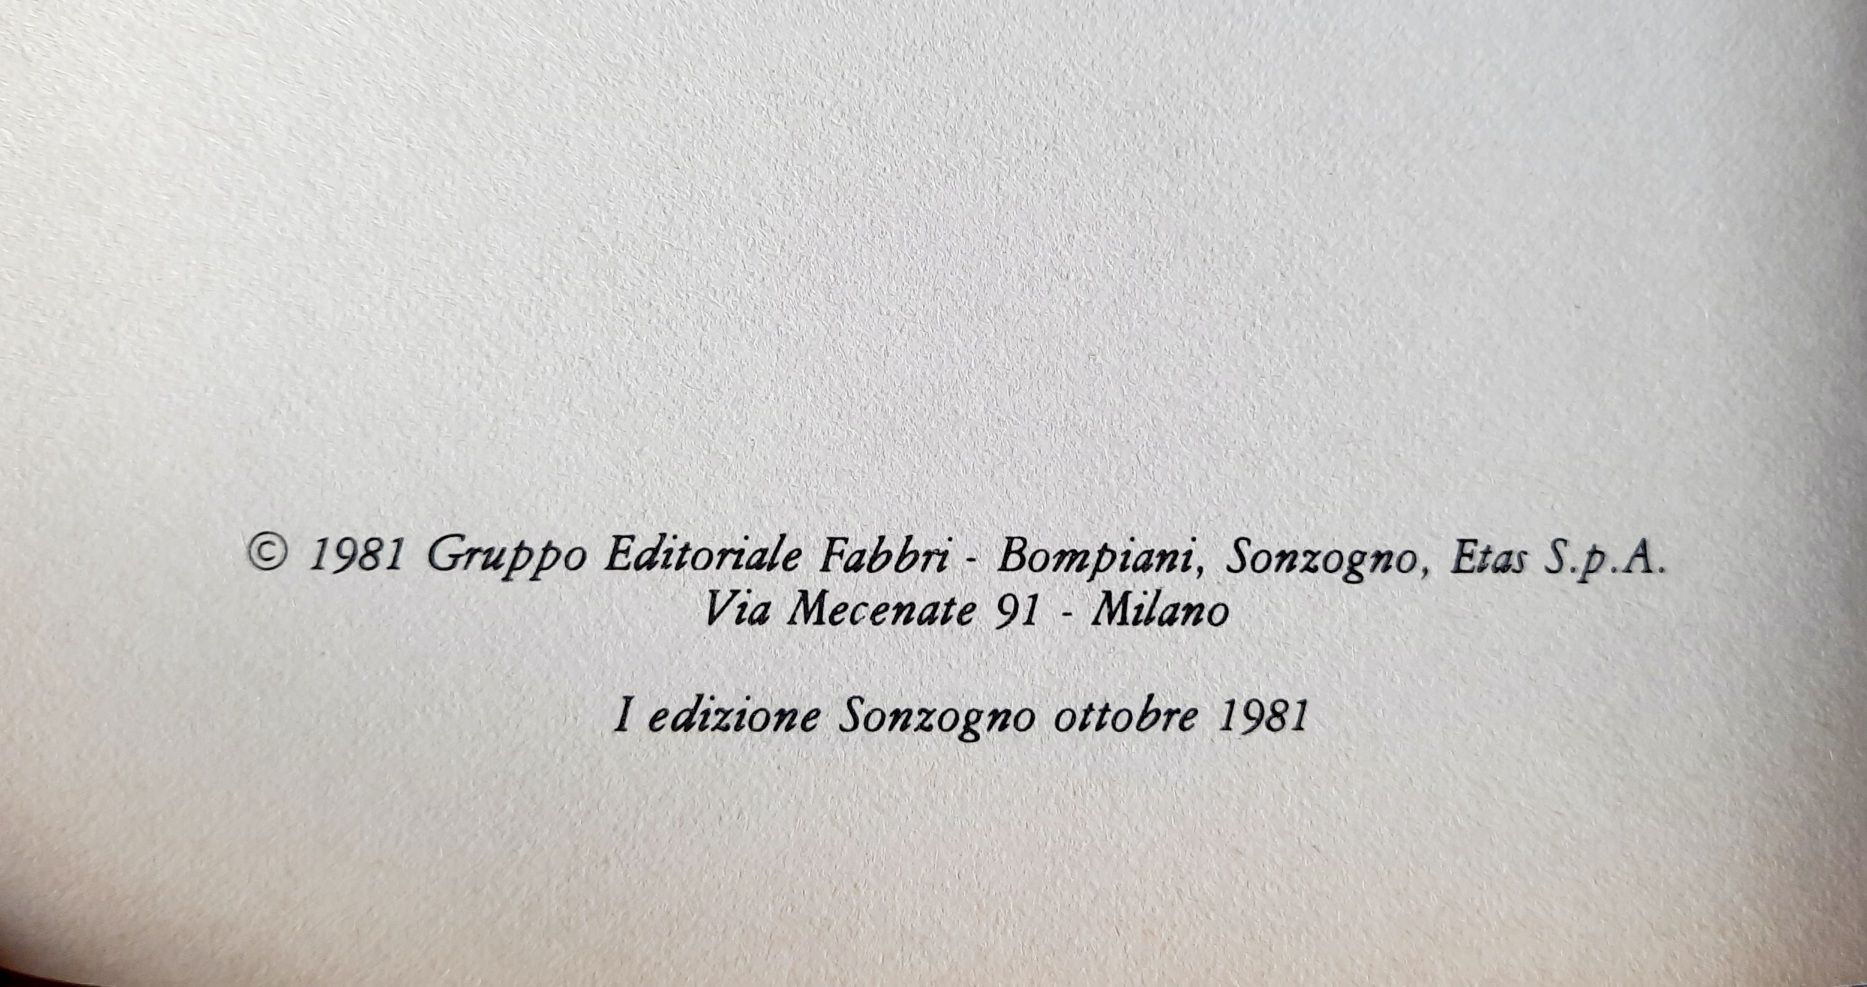 © 1981 Gruppo Editoriale Fabbri - Bompiani, Sonzogno, Etas S.p.A.
Via Mecenate 91 - Milano
I edizione Sonzogno ottobre 1981